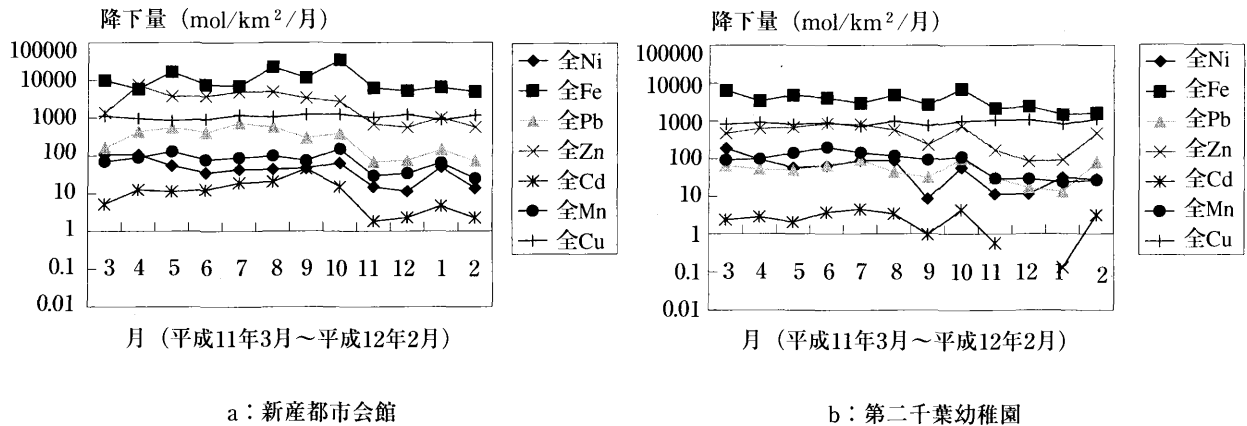 降下量（mol/km²/月）
100000
10000
1000
100
10
1
0.1
0.01
3 4 5 6 7 8 9 10 11 12 1 2
月（平成11年3月～平成12年2月）
全Ni
全Fe
全Pb
全Zn
全Cd
全Mn
全Cu
a：新産都市会館
降下量（mol/km²/月）
100000
10000
1000
100
10
1
0.1
0.01
3 4 5 6 7 8 9 10 11 12 1 2
月（平成11年3月～平成12年2月）
全Ni
全Fe
全Pb
全Zn
全Cd
全Mn
全Cu
b：第二千葉幼稚園